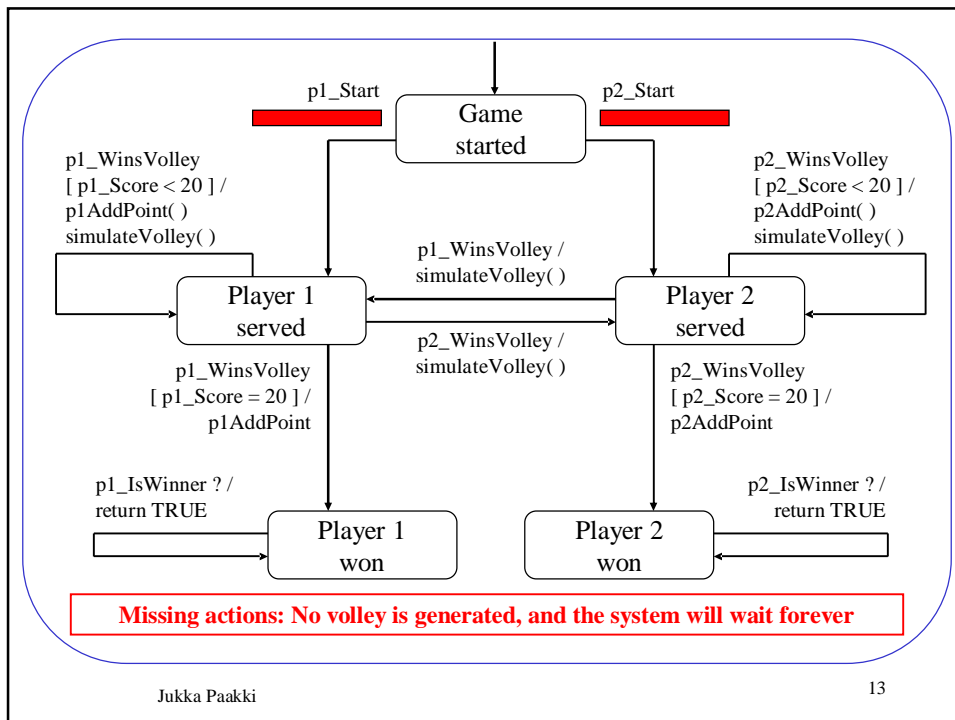 p1_Start
p2_Start
Game
started
p1_WinsVolley
[ p1_Score < 20 ] /
p1AddPoint( )
simulateVolley( )
p2_WinsVolley
[ p2_Score < 20 ] /
p2AddPoint( )
simulateVolley( )
p1_WinsVolley /
simulateVolley( )
Player 1
served
Player 2
served
p2_WinsVolley /
simulateVolley( )
p1_WinsVolley
[ p1_Score = 20 ] /
p1AddPoint
p2_WinsVolley
[ p2_Score = 20 ] /
p2AddPoint
p1_IsWinner ? /
return TRUE
p2_IsWinner ? /
return TRUE
Player 1
won
Player 2
won
Missing actions: No volley is generated, and the system will wait forever
Jukka Paakki
13